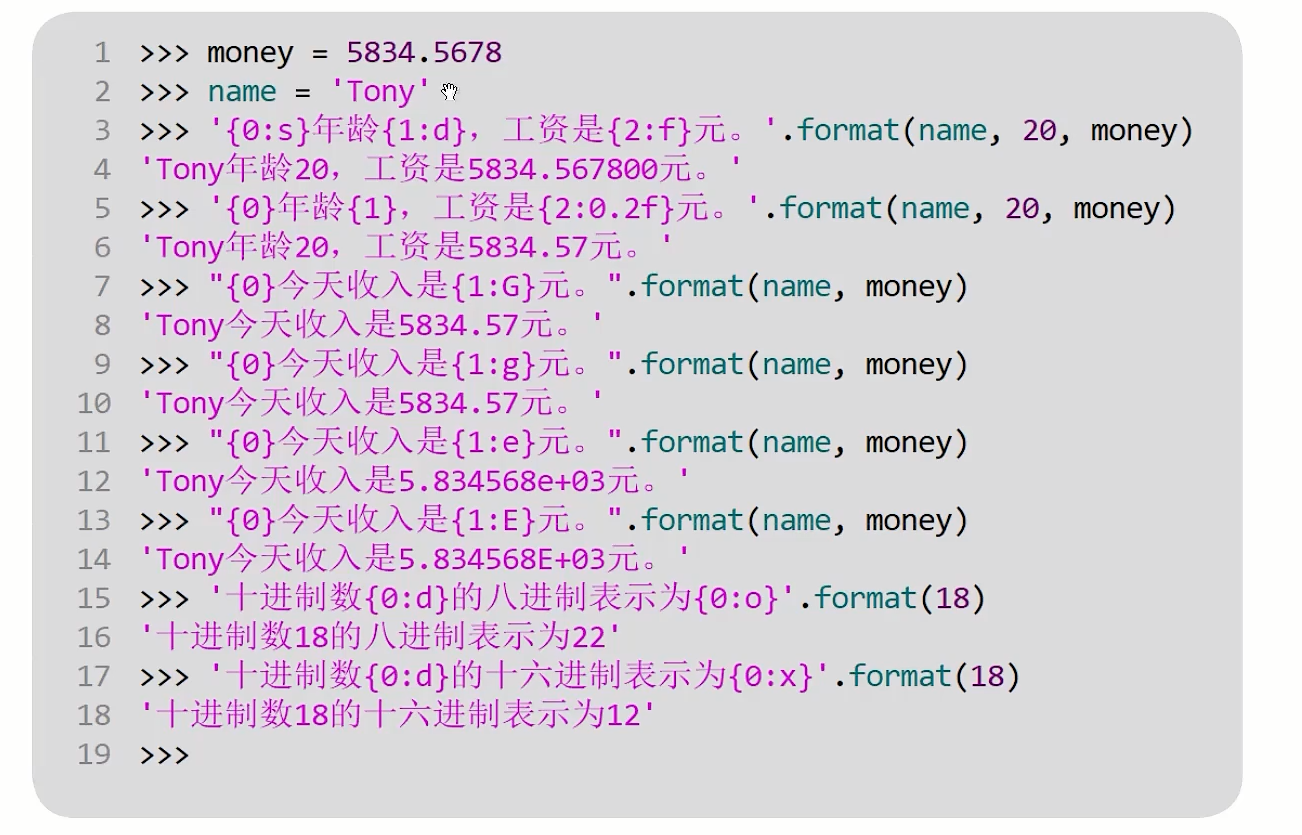 1 >>> money = 5834.5678
2 >>> name = 'Tony'
3 >>> '{0:s}年龄{1:d}，工资是{2:f}元。'.format(name, 20, money)
4 'Tony年龄20，工资是5834.567800元。'
5 >>> '{0}年龄{1}，工资是{2:0.2f}元。'.format(name, 20, money)
6 'Tony年龄20，工资是5834.57元。'
7 >>> "{0}今天收入是{1:G}元。".format(name, money)
8 'Tony今天收入是5834.57元。'
9 >>> "{0}今天收入是{1:g}元。".format(name, money)
10 'Tony今天收入是5834.57元。'
11 >>> "{0}今天收入是{1:e}元。".format(name, money)
12 'Tony今天收入是5.834568e+03元。'
13 >>> "{0}今天收入是{1:E}元。".format(name, money)
14 'Tony今天收入是5.834568E+03元。'
15 >>> '十进制数{0:d}的八进制表示为{0:o}'.format(18)
16 '十进制数18的八进制表示为22'
17 >>> '十进制数{0:d}的十六进制表示为{0:x}'.format(18)
18 '十进制数18的十六进制表示为12'
19 >>>